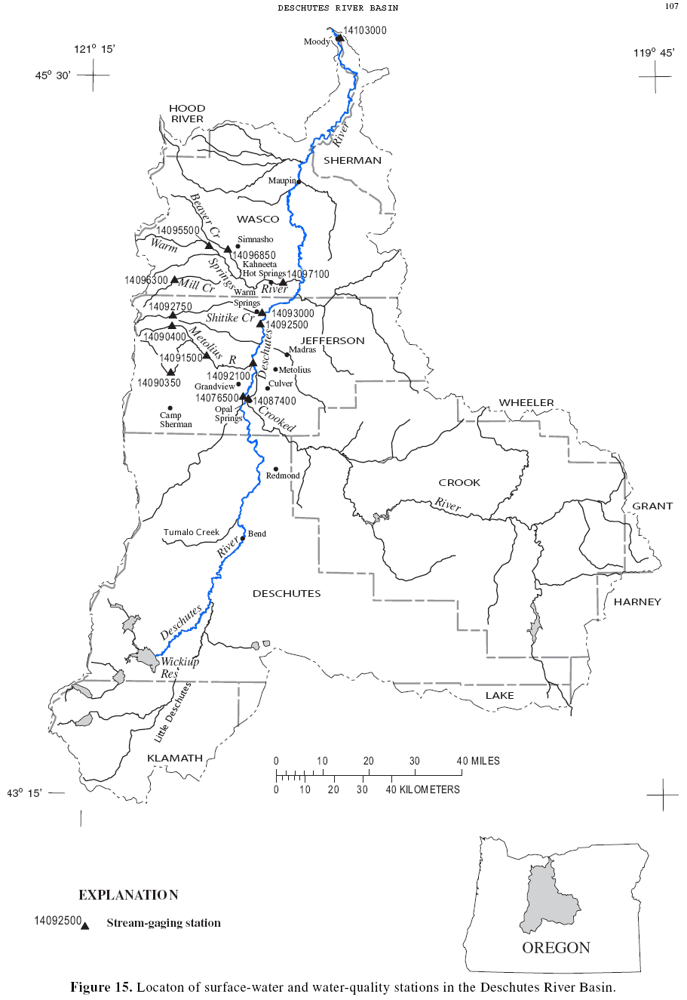 DESCHUTES RIVER BASIN
107
14103000
Moody
121° 15'
119° 45'
45° 30'
HOOD
RIVER
River
SHERMAN
Maupin
Beaver Cr
WASCO
14095500
Simnasho
Warm
14096850
Springs
Kahneeta
Hot Springs
14097100
14096300
Mill Cr
River
Warm
Springs
14092750
14093000
Shitike Cr
14092500
14090400
Metolius
R
JEFFERSON
Deschutes
Madras
14091500
Metolius
14092100
14090350
Grandview
Culver
14076500
14087400
WHEELER
Opal
Springs
Crooked
Camp
Sherman
Redmond
CROOK
River
GRANT
Tumalo Creek
Bend
River
DESCHUTES
HARNEY
Deschutes
Wickiup
Res
LAKE
Little Deschutes
KLAMATH
0 10 20 30 40 MILES
0 10 20 30 40 KILOMETERS
43° 15'
EXPLANATION
14092500
Stream-gaging station
OREGON
Figure 15. Locaton of surface-water and water-quality stations in the Deschutes River Basin.